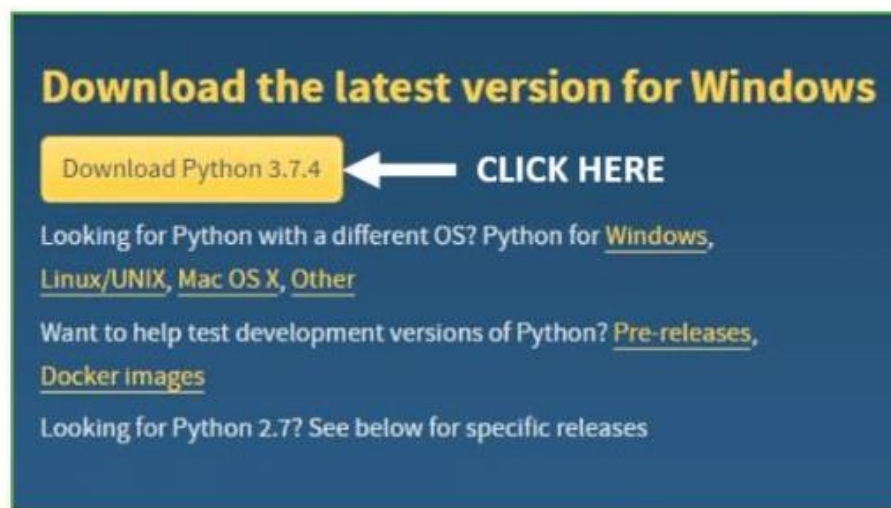 Download the latest version for Windows
Download Python 3.7.4 CLICK HERE
Looking for Python with a different OS? Python for Windows,
Linux/UNIX, Mac OS X, Other
Want to help test development versions of Python? Pre-releases,
Docker images
Looking for Python 2.7? See below for specific releases